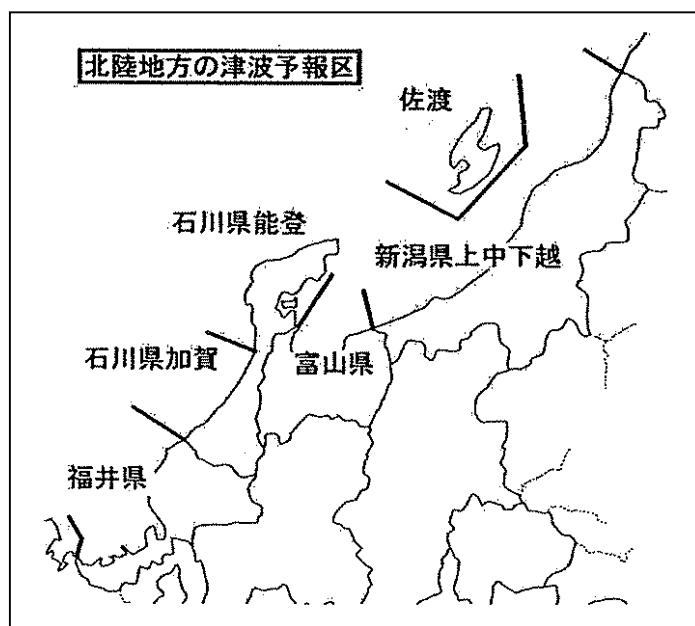 北陸地方の津波予報区
佐渡
石川県能登
新潟県上中下越
石川県加賀
富山県
福井県